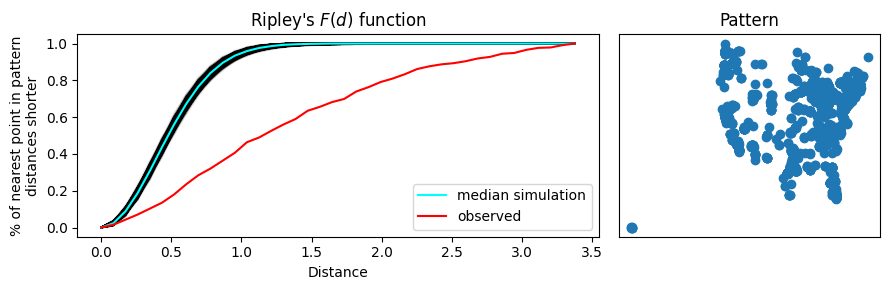 Ripley's F(d) function
Pattern
% of nearest point in pattern
distances shorter
1.0
0.8
0.6
0.4
0.2
0.0
median simulation
observed
0.0 0.5 1.0 1.5 2.0 2.5 3.0 3.5
Distance